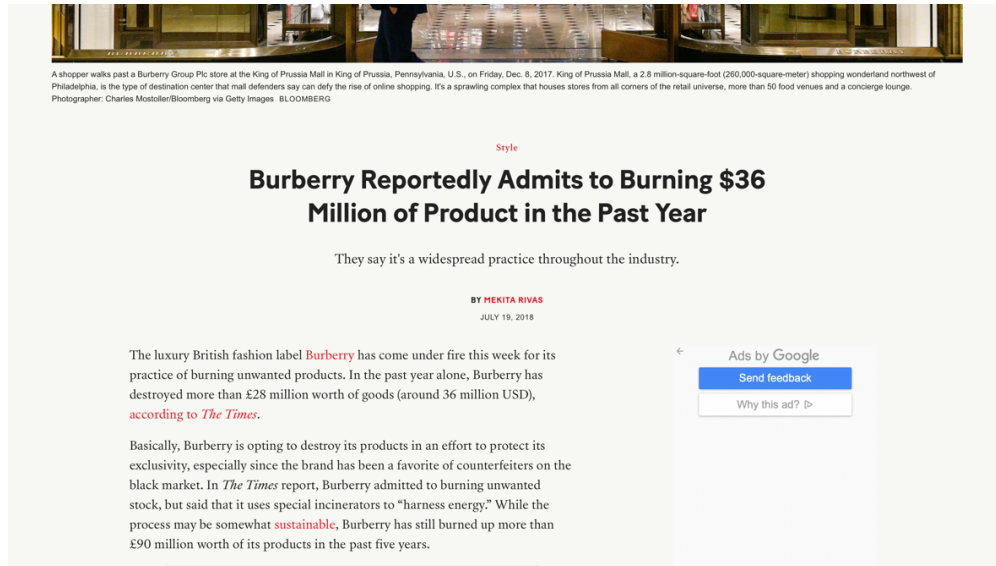 A shopper walks past a Burberry Group Plc store at the King of Prussia Mall in King of Prussia, Pennsylvania, U.S., on Friday, Dec. 8, 2017. King of Prussia Mall, a 2.8 million-square-foot (260,000-square-meter) shopping wonderland northwest of
Philadelphia, is the type of destination center that mall defenders say can defy the rise of online shopping. It's a sprawling complex that houses stores from all corners of the retail universe, more than 50 food venues and a concierge lounge.
Photographer: Charles Mostoller/Bloomberg via Getty Images BLOOMBERG
Style
Burberry Reportedly Admits to Burning $36
Million of Product in the Past Year
They say it's a widespread practice throughout the industry.
BY MEKITA RIVAS
JULY 19, 2018
The luxury British fashion label Burberry has come under fire this week for its
practice of burning unwanted products. In the past year alone, Burberry has
destroyed more than £28 million worth of goods (around 36 million USD),
according to The Times.
Basically, Burberry is opting to destroy its products in an effort to protect its
exclusivity, especially since the brand has been a favorite of counterfeiters on the
black market. In The Times report, Burberry admitted to burning unwanted
stock, but said that it uses special incinerators to “harness energy.” While the
process may be somewhat sustainable, Burberry has still burned up more than
£90 million worth of its products in the past five years.
Ads by Google
Send feedback
Why this ad?